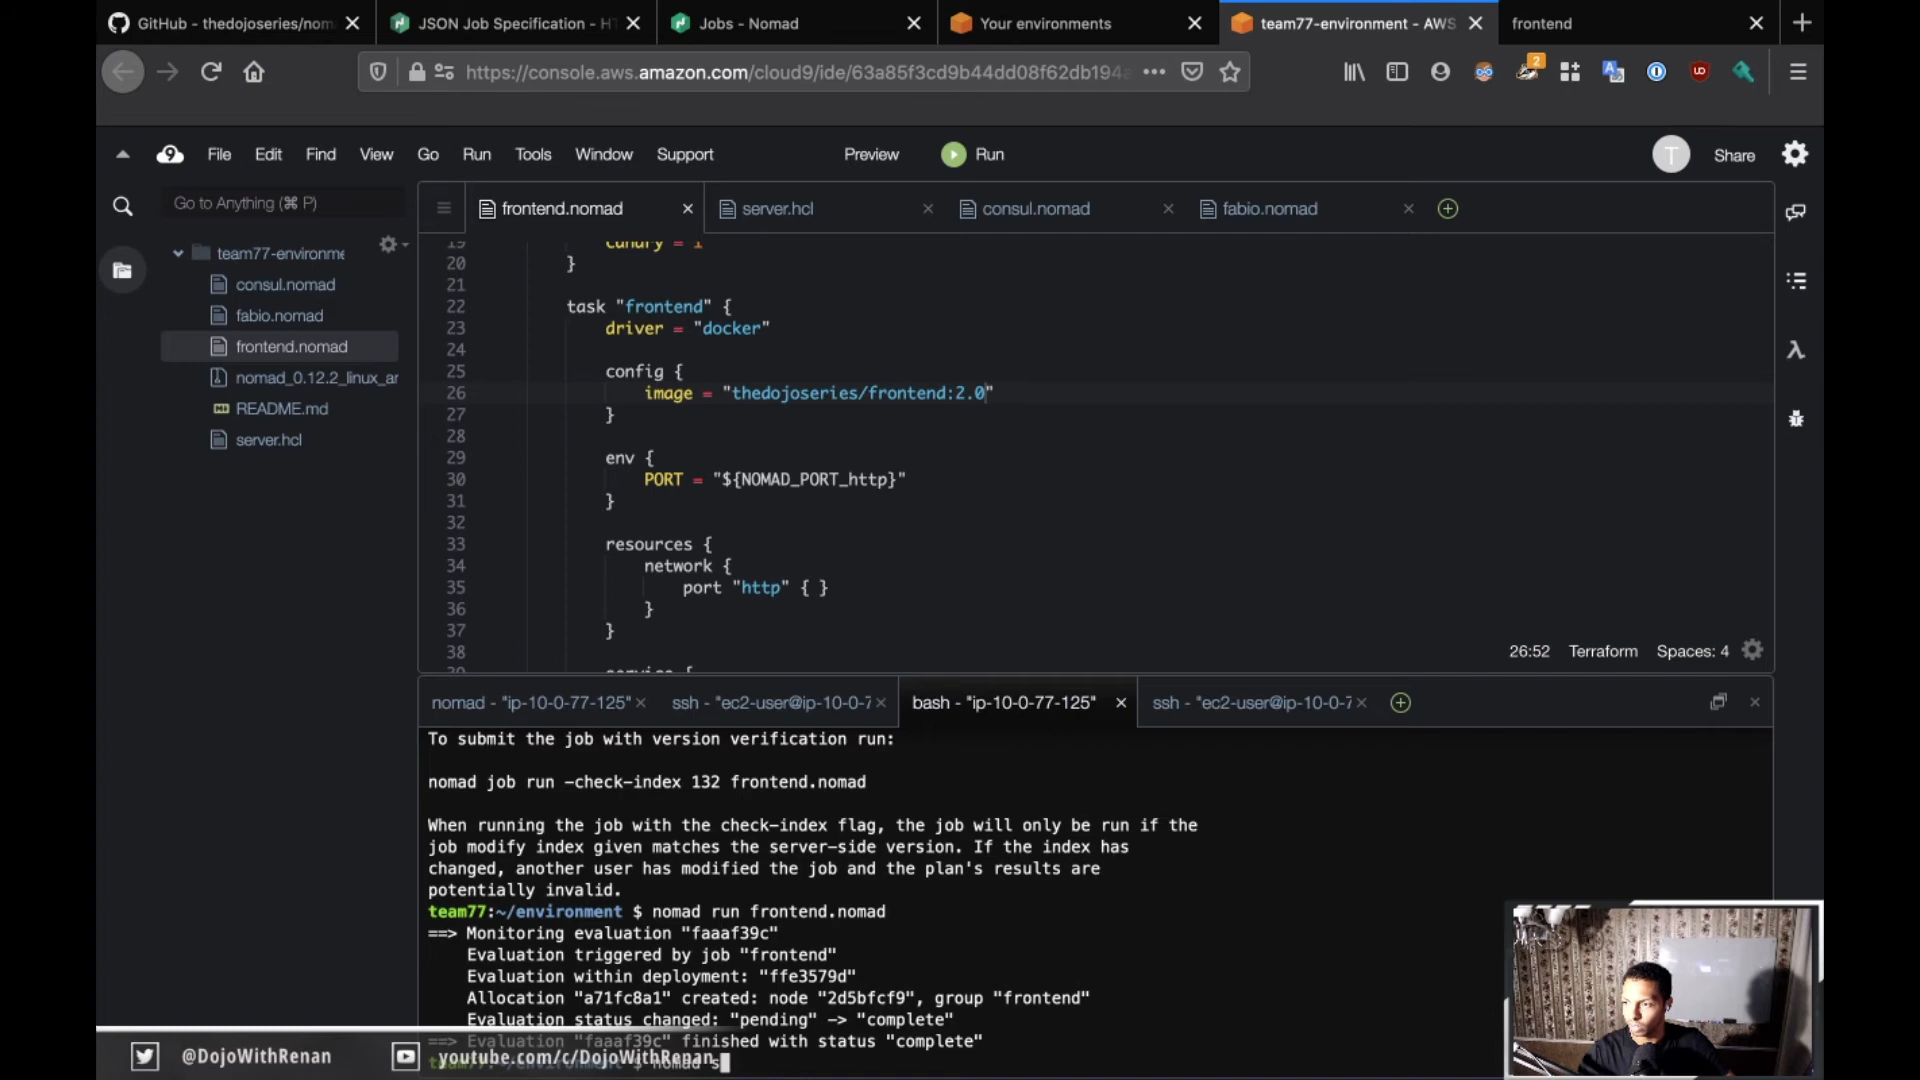 GitHub - thedojoseries/nom
JSON Job Specification - H
Jobs - Nomad
Your environments
team77-environment - AWS
frontend
https://console.aws.amazon.com/cloud9/ide/63a85f3cd9b44dd08f62db194a
2
9
File Edit Find View Go Run Tools Window Support
Preview
Run
T
Share
Go to Anything (⌘ P)
team77-environme
consul.nomad
fabio.nomad
frontend.nomad
nomad_0.12.2_linux_ar
README.md
server.hcl
frontend.nomad
server.hcl
consul.nomad
fabio.nomad
19 canary = 1
20 }
21
22 task "frontend" {
23 driver = "docker"
24
25 config {
26 image = "thedojoseries/frontend:2.0"
27 }
28
29 env {
30 PORT = "${NOMAD_PORT_http}"
31 }
32
33 resources {
34 network {
35 port "http" { }
36 }
37 }
38
39 service {
26:52 Terraform Spaces: 4
nomad - "ip-10-0-77-125"
ssh - "ec2-user@ip-10-0-7
bash - "ip-10-0-77-125"
ssh - "ec2-user@ip-10-0-7
To submit the job with version verification run:
nomad job run -check-index 132 frontend.nomad
When running the job with the check-index flag, the job will only be run if the
job modify index given matches the server-side version. If the index has
changed, another user has modified the job and the plan's results are
potentially invalid.
team77:~/environment $ nomad run frontend.nomad
==> Monitoring evaluation "faaaf39c"
Evaluation triggered by job "frontend"
Evaluation within deployment: "ffe3579d"
Allocation "a71fc8a1" created: node "2d5bfcf9", group "frontend"
Evaluation status changed: "pending" -> "complete"
==> Evaluation "faaaf39c" finished with status "complete"
team77:~/environment $ nomad s
@DojoWithRenan
youtube.com/c/DojoWithRenan